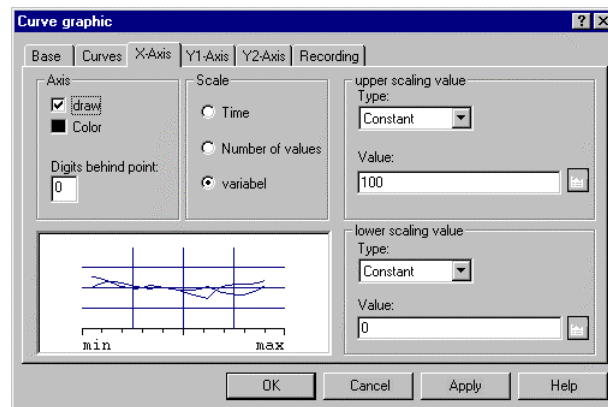 Curve graphic
Base Curves X-Axis Y1-Axis Y2-Axis Recording
Axis
draw
Color
Digits behind point:
0
Scale
Time
Number of values
variabel
upper scaling value
Type:
Constant
Value:
100
min max
lower scaling value
Type:
Constant
Value:
0
OK Cancel Apply Help